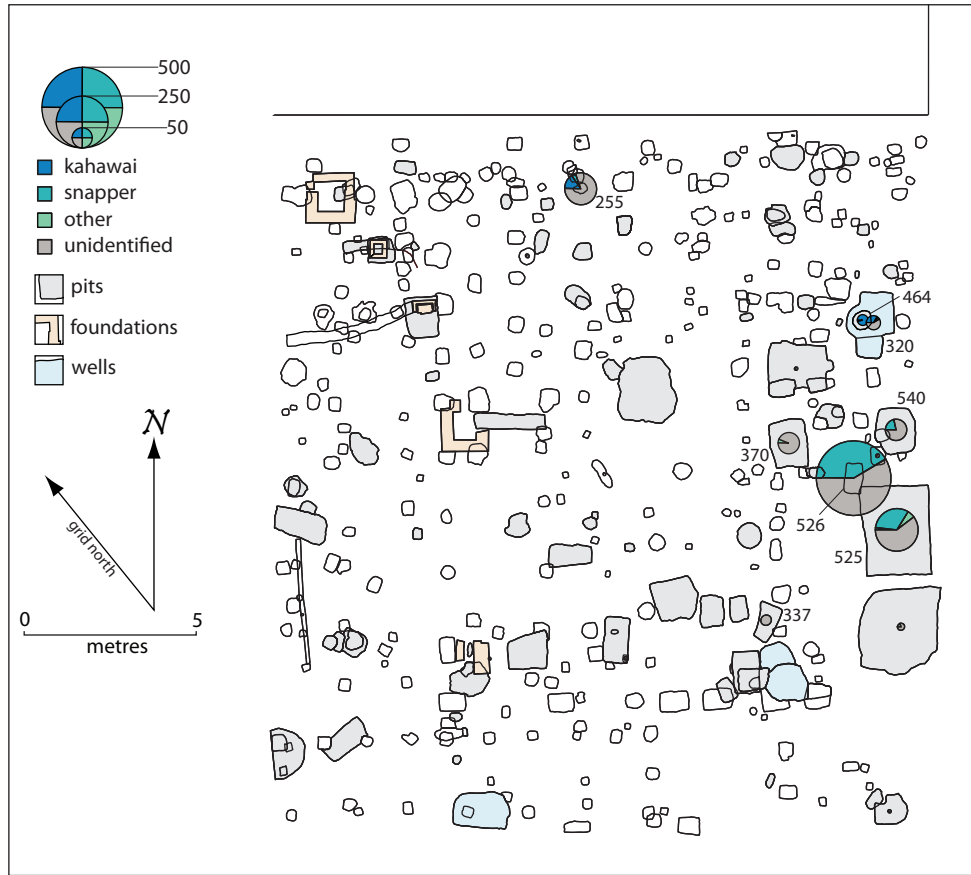 500
250
50
kahawai
snapper
other
unidentified
pits
foundations
wells
N
grid north
0 5
metres
255
464
320
540
370
526
525
337